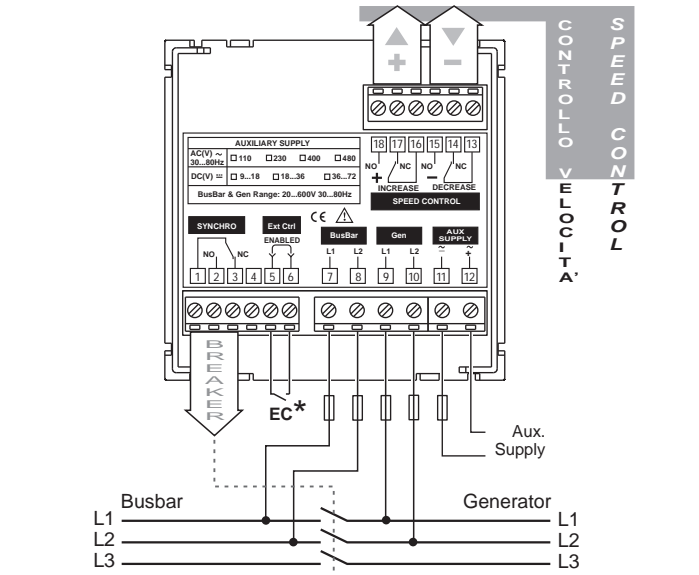 + −
CONTROLLO VELOCITA'
SPEED CONTROL
AUXILIARY SUPPLY
AC(V) ~ 30...80Hz 110 230 400 480
DC(V) ⎓ 9...18 18...36 36...72
BusBar & Gen Range: 20...600V 30...80Hz
18 17 16 15 14 13
NO NC NO NC
+ −
INCREASE DECREASE
SPEED CONTROL
SYNCHRO
NO NC
Ext Ctrl
ENABLED
CE
BusBar
L1 L2
Gen
L1 L2
AUX SUPPLY
~ ~
− +
1 2 3 4 5 6 7 8 9 10 11 12
BREAKER
EC*
Aux.
Supply
Busbar Generator
L1 L1
L2 L2
L3 L3